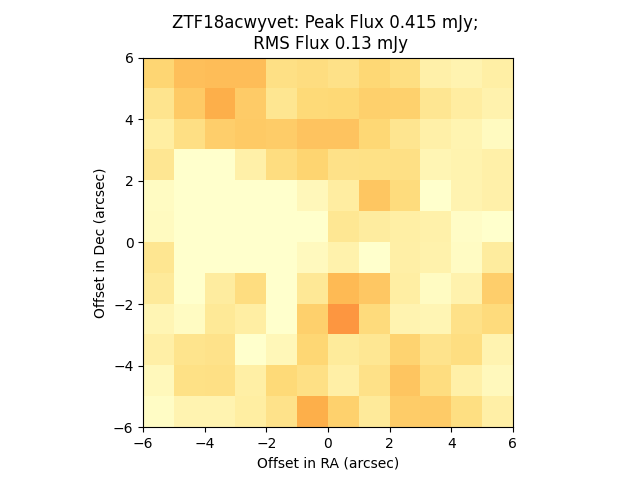 ZTF18acwyvet: Peak Flux 0.415 mJy;
RMS Flux 0.13 mJy
6
4
2
0
−2
−4
−6
Offset in Dec (arcsec)
−6 −4 −2 0 2 4 6
Offset in RA (arcsec)